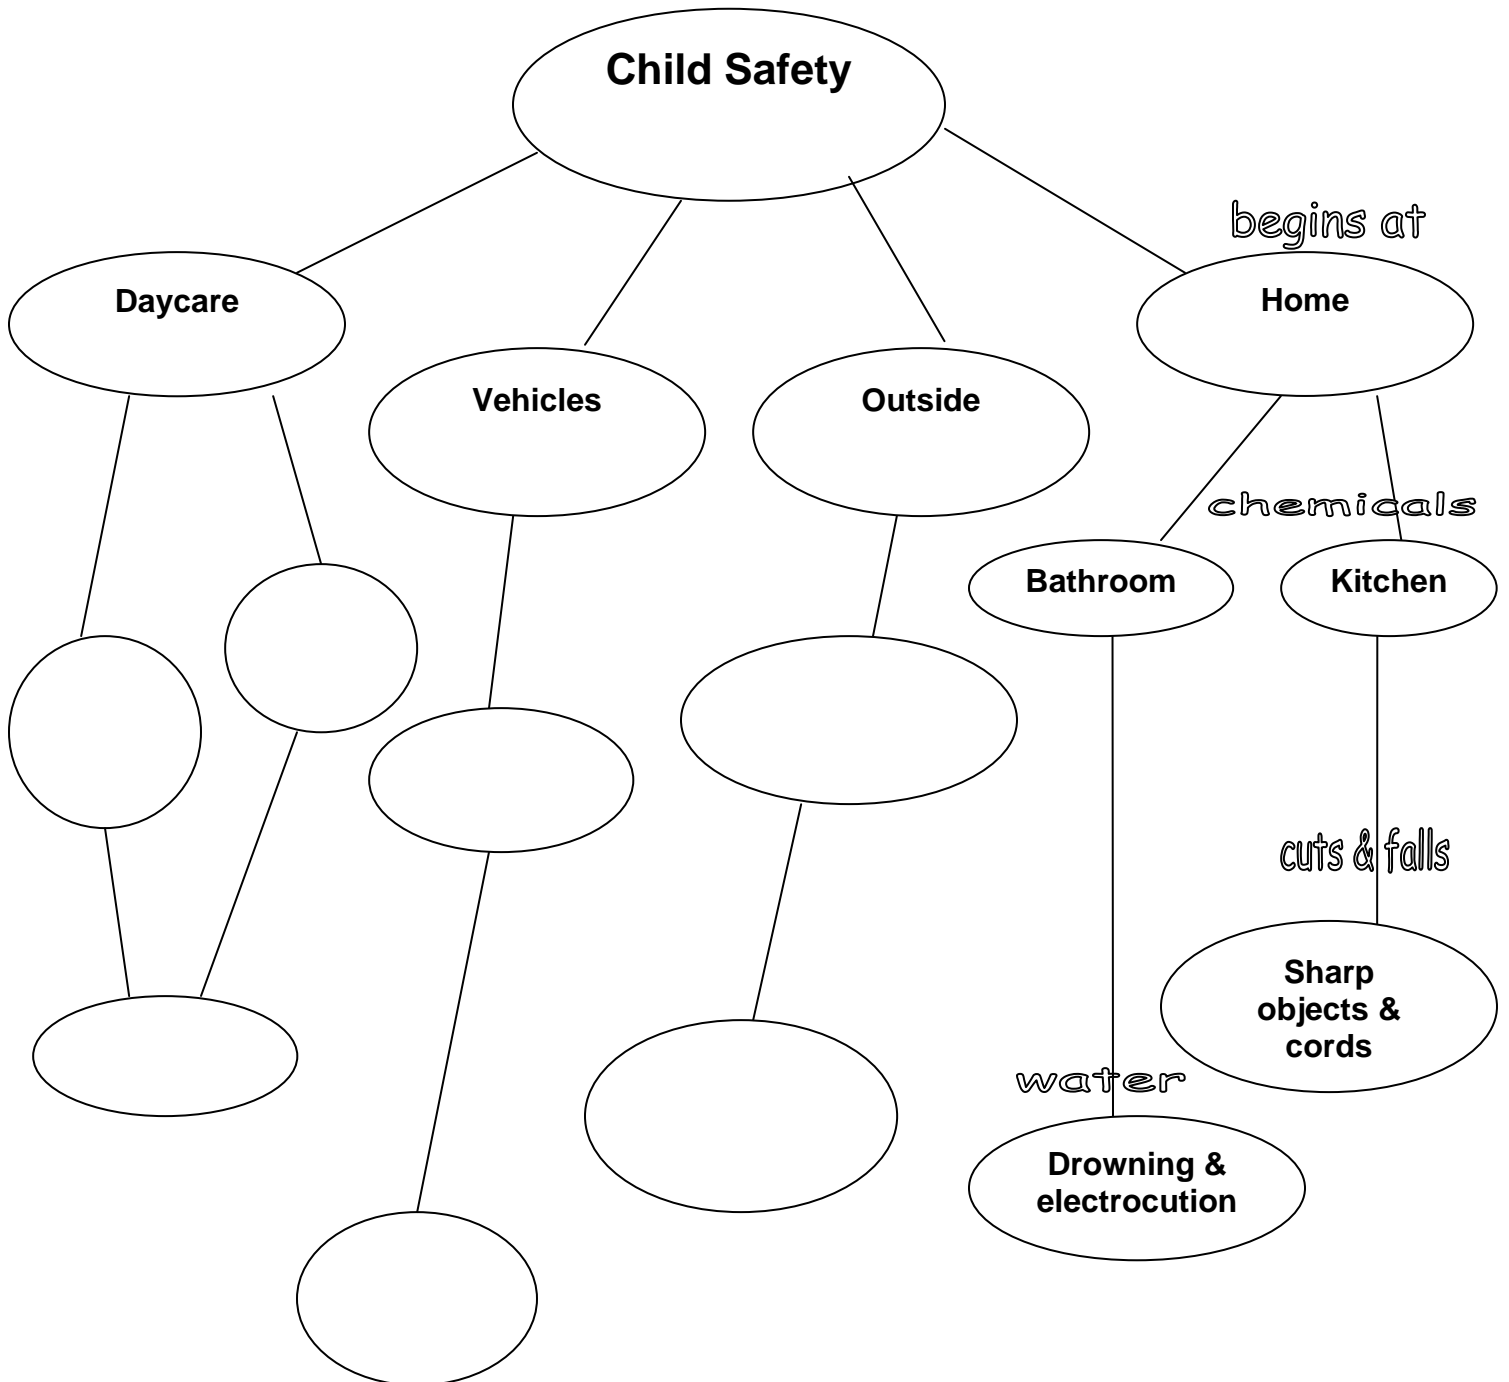 Child Safety
begins at
Daycare
Home
Vehicles
Outside
chemicals
Bathroom
Kitchen
cuts & falls
Sharp
objects &
cords
water
Drowning &
electrocution